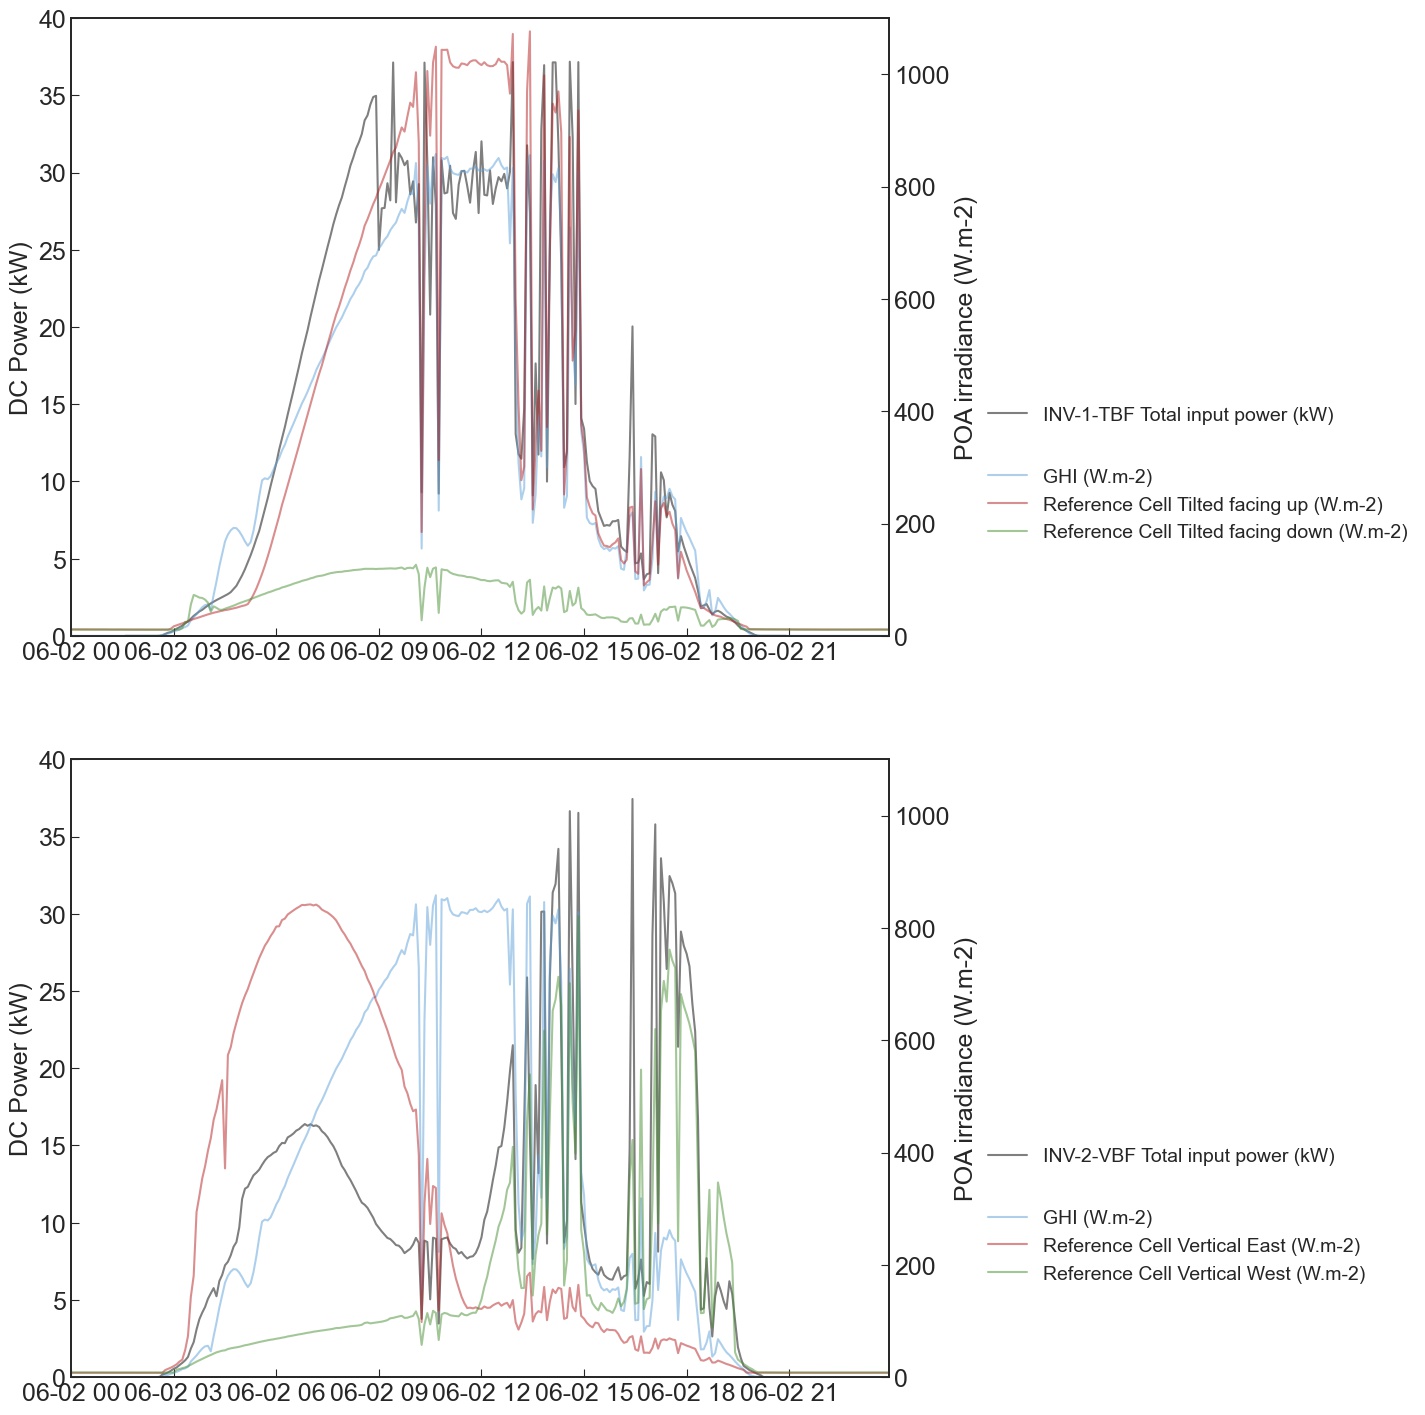 40
35
30
25
20
15
10
5
0
DC Power (kW)
1000
800
600
400
200
0
POA irradiance (W.m-2)
06-02 00 06-02 03 06-02 06 06-02 09 06-02 12 06-02 15 06-02 18 06-02 21
INV-1-TBF Total input power (kW)
GHI (W.m-2)
Reference Cell Tilted facing up (W.m-2)
Reference Cell Tilted facing down (W.m-2)
40
35
30
25
20
15
10
5
0
DC Power (kW)
1000
800
600
400
200
0
POA irradiance (W.m-2)
06-02 00 06-02 03 06-02 06 06-02 09 06-02 12 06-02 15 06-02 18 06-02 21
INV-2-VBF Total input power (kW)
GHI (W.m-2)
Reference Cell Vertical East (W.m-2)
Reference Cell Vertical West (W.m-2)